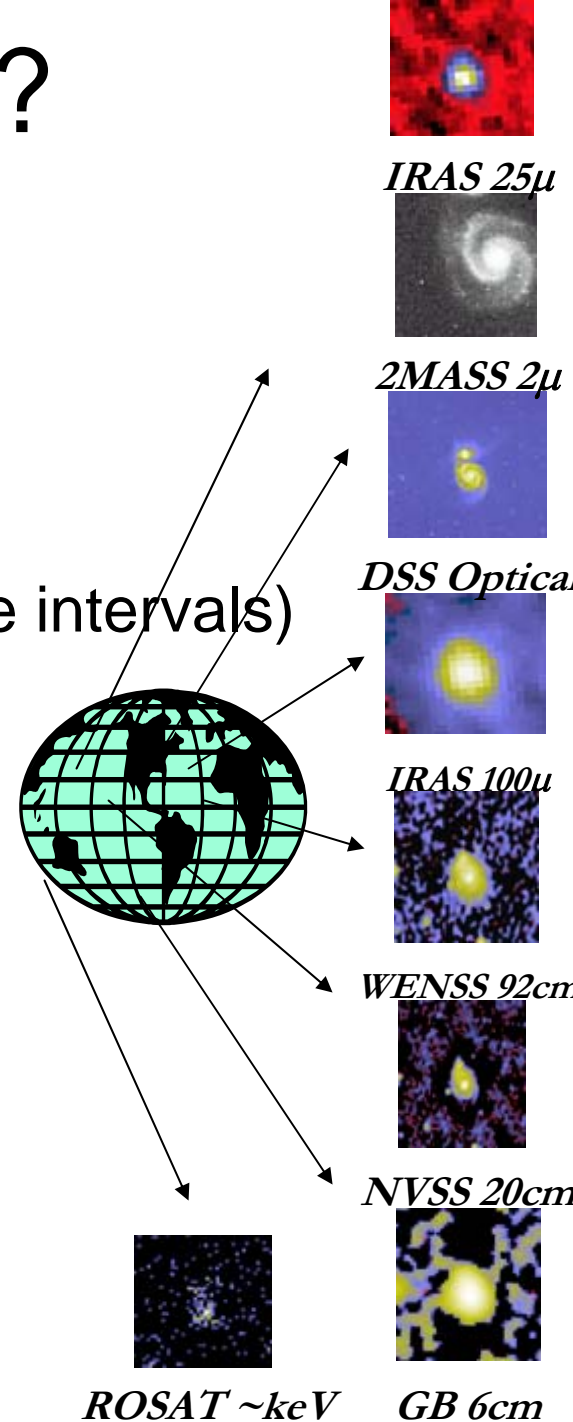 ?
IRAS 25μ
2MASS 2μ
DSS Optical
e intervals)
IRAS 100μ
WENSS 92cm
NVSS 20cm
ROSAT ~keV GB 6cm